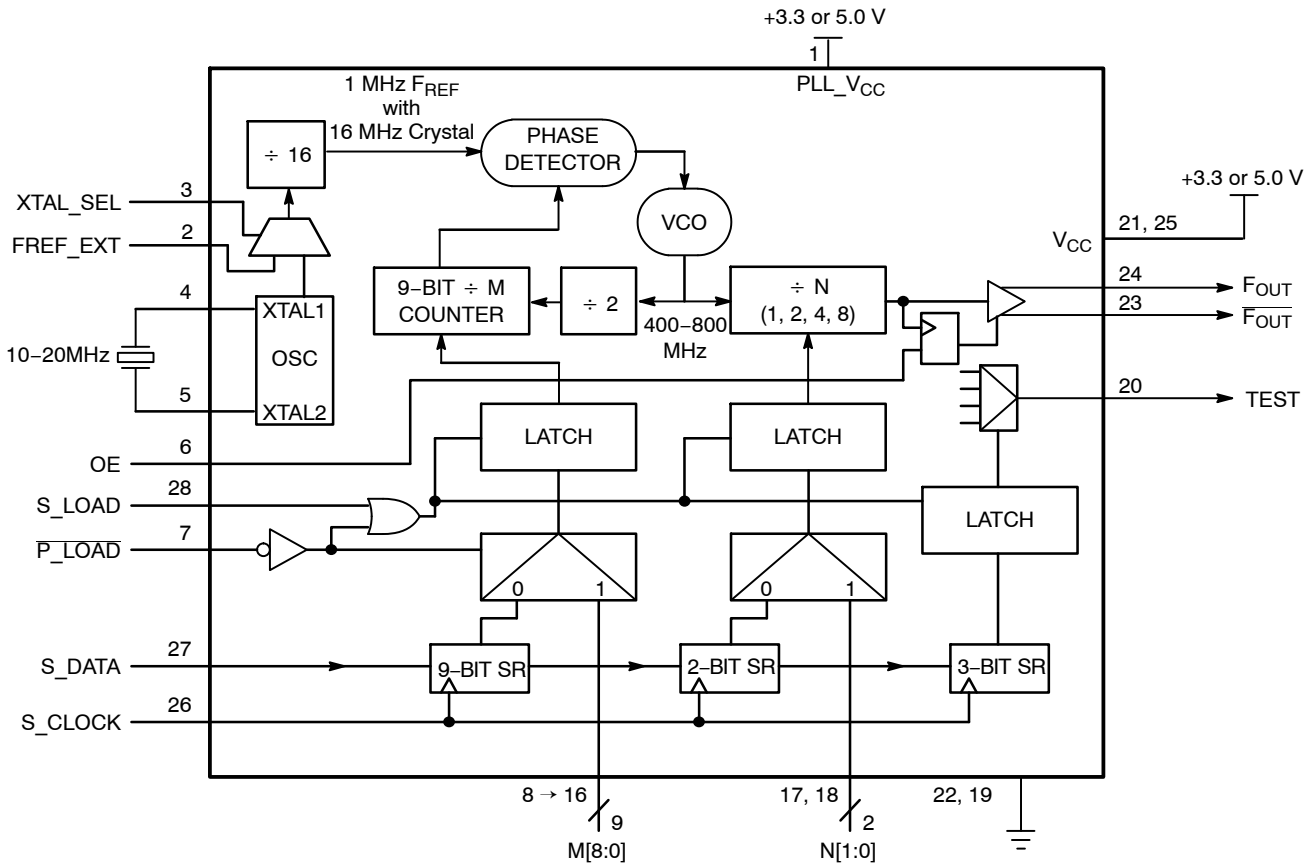 +3.3 or 5.0 V
1
PLL_VCC
1 MHz FREF
with
16 MHz Crystal
÷ 16
PHASE
DETECTOR
VCO
XTAL_SEL
3
FREF_EXT
2
+3.3 or 5.0 V
21, 25
VCC
4
XTAL1
OSC
XTAL2
10−20MHz
5
9−BIT ÷ M
COUNTER
÷ 2
400−800
MHz
÷ N
(1, 2, 4, 8)
24
FOUT
23
FOUT
20
TEST
OE
6
LATCH
LATCH
S_LOAD
28
LATCH
P_LOAD
7
0
1
0
1
S_DATA
27
9−BIT SR
2−BIT SR
3−BIT SR
S_CLOCK
26
8 → 16
9
M[8:0]
17, 18
2
N[1:0]
22, 19